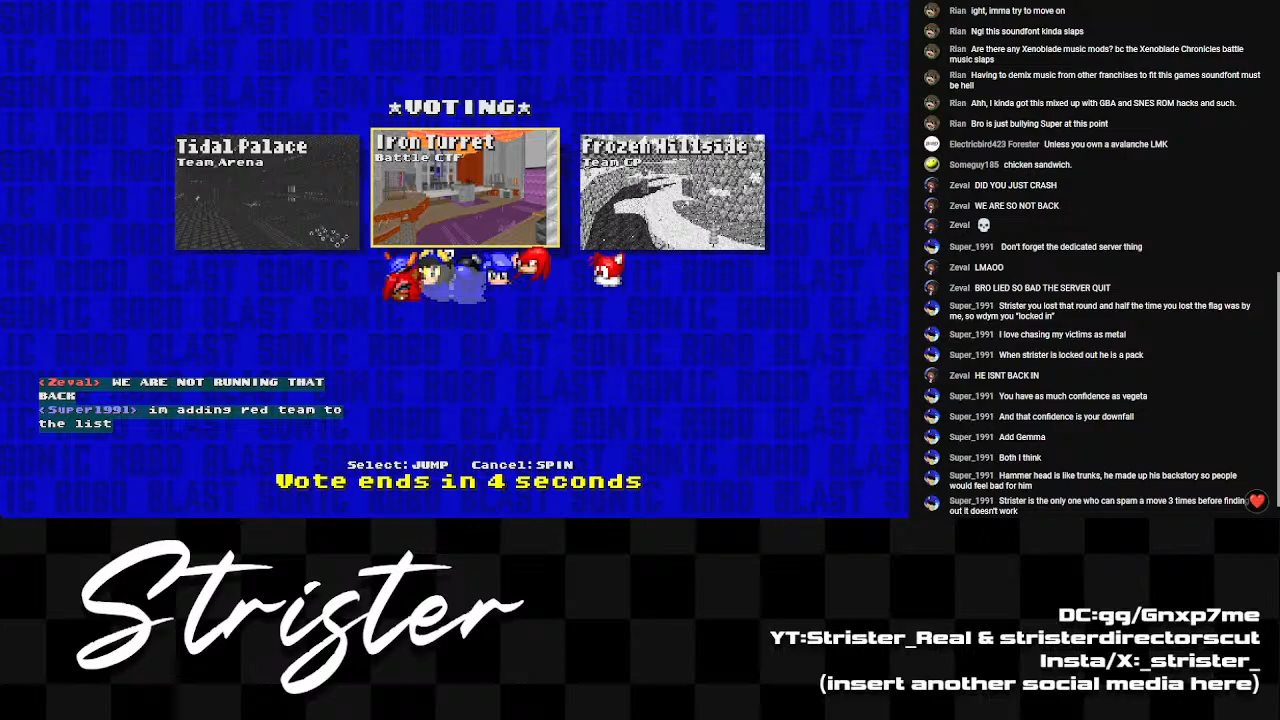 *VOTING*
Tidal Palace
Team Arena
Iron Turret
Battle CTF
Frozen Hillside
Team CP
<Zeval> WE ARE NOT RUNNING THAT
BACK
<Super1991> im adding red team to
the list
Select:JUMP Cancel:SPIN
Vote ends in 4 seconds
Rian ight, imma try to move on
Rian Ngl this soundfont kinda slaps
Rian Are there any Xenoblade music mods? bc the Xenoblade Chronicles battle
music slaps
Rian Having to demix music from other franchises to fit this games soundfont must
be hell
Rian Ahh, I kinda got this mixed up with GBA and SNES ROM hacks and such.
Rian Bro is just bullying Super at this point
Electricbird423 Forester Unless you own a avalanche LMK
Someguy185 chicken sandwich.
Zeval DID YOU JUST CRASH
Zeval WE ARE SO NOT BACK
Zeval 💀
Super_1991 Don't forget the dedicated server thing
Zeval LMAOO
Zeval BRO LIED SO BAD THE SERVER QUIT
Super_1991 Strister you lost that round and half the time you lost the flag was by
me, so wdym you "locked in"
Super_1991 I love chasing my victims as metal
Super_1991 When strister is locked out he is a pack
Zeval HE ISNT BACK IN
Super_1991 You have as much confidence as vegeta
Super_1991 And that confidence is your downfall
Super_1991 Add Gemma
Super_1991 Both I think
Super_1991 Hammer head is like trunks, he made up his backstory so people
would feel bad for him
Super_1991 Strister is the only one who can spam a move 3 times before findin
out it doesn't work
Strister
DC:gg/Gnxp7me
YT:Strister_Real & stristerdirectorscut
Insta/X:_strister_
(insert another social media here)